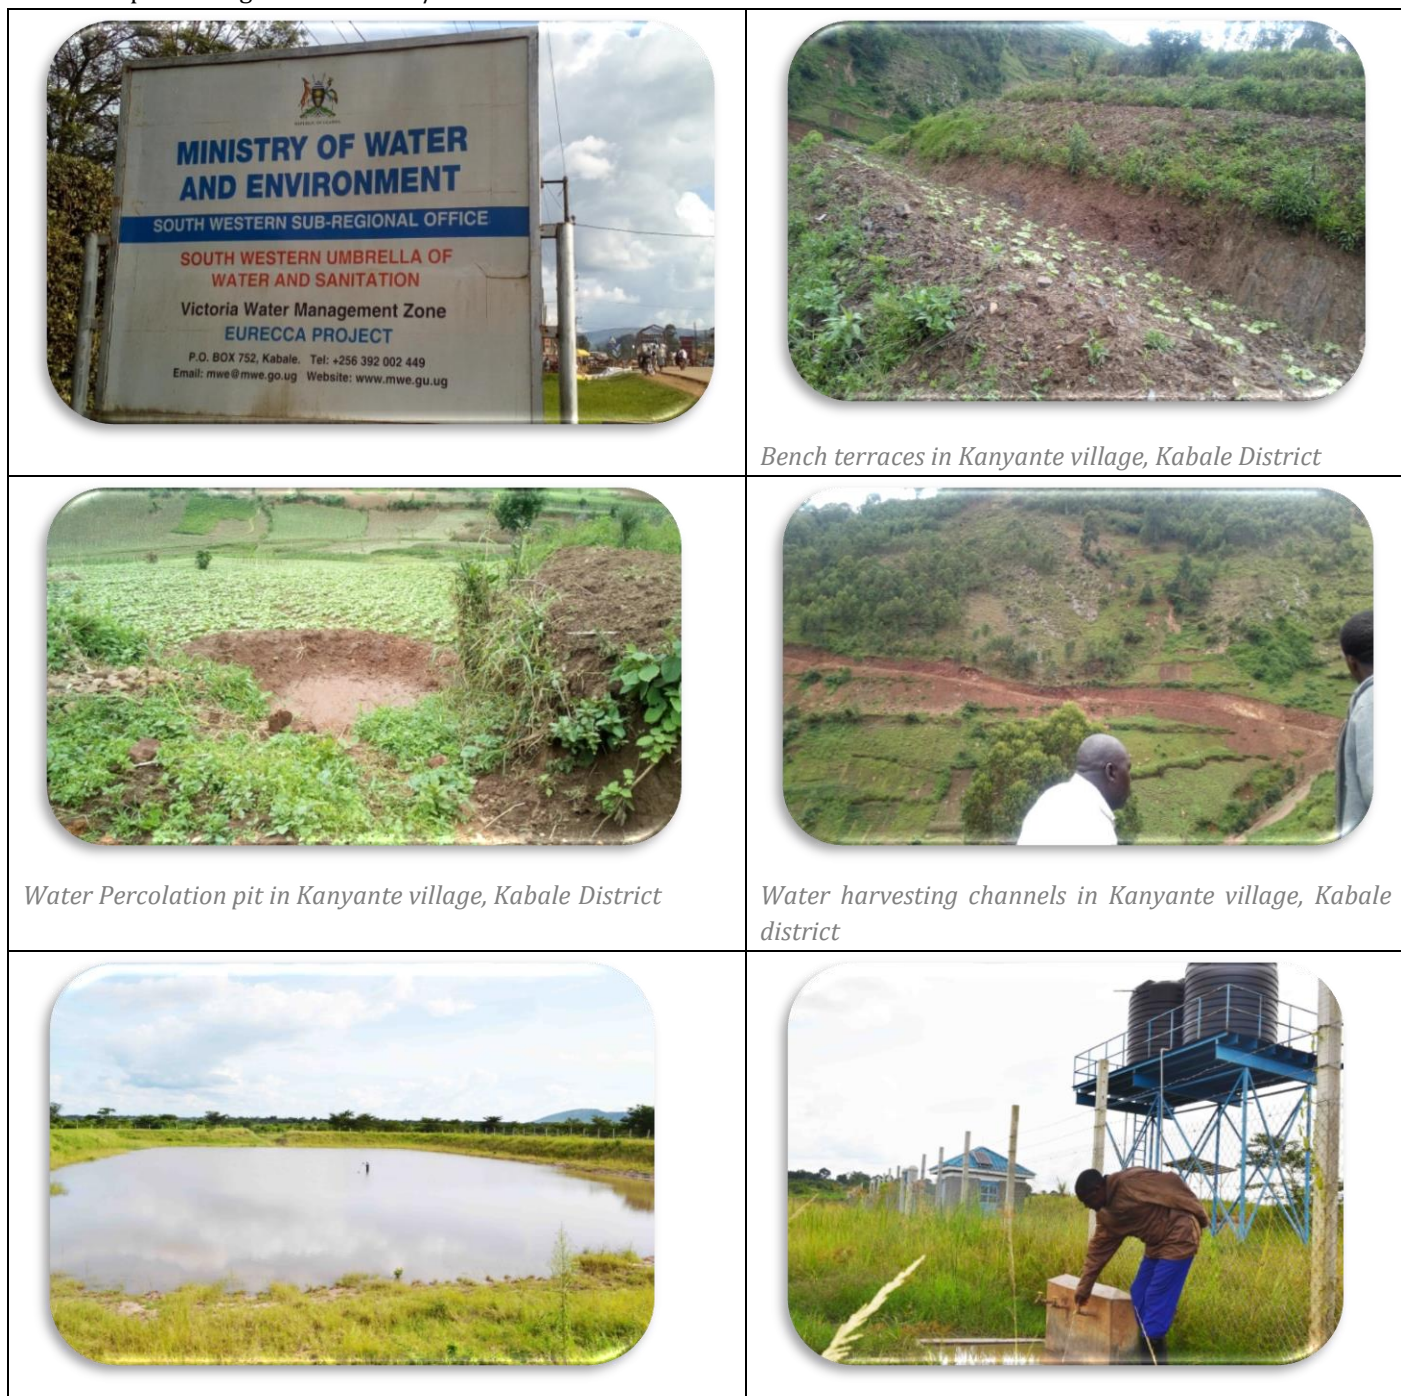 MINISTRY OF WATER
AND ENVIRONMENT
SOUTH WESTERN SUB-REGIONAL OFFICE
SOUTH WESTERN UMBRELLA OF
WATER AND SANITATION
Victoria Water Management Zone
EURECCA PROJECT
P.O. BOX 752, Kabale. Tel: +256 392 002 449
Email: mwe@mwe.go.ug Website: www.mwe.gu.ug
Bench terraces in Kanyante village, Kabale District
Water Percolation pit in Kanyante village, Kabale District
Water harvesting channels in Kanyante village, Kabale
district